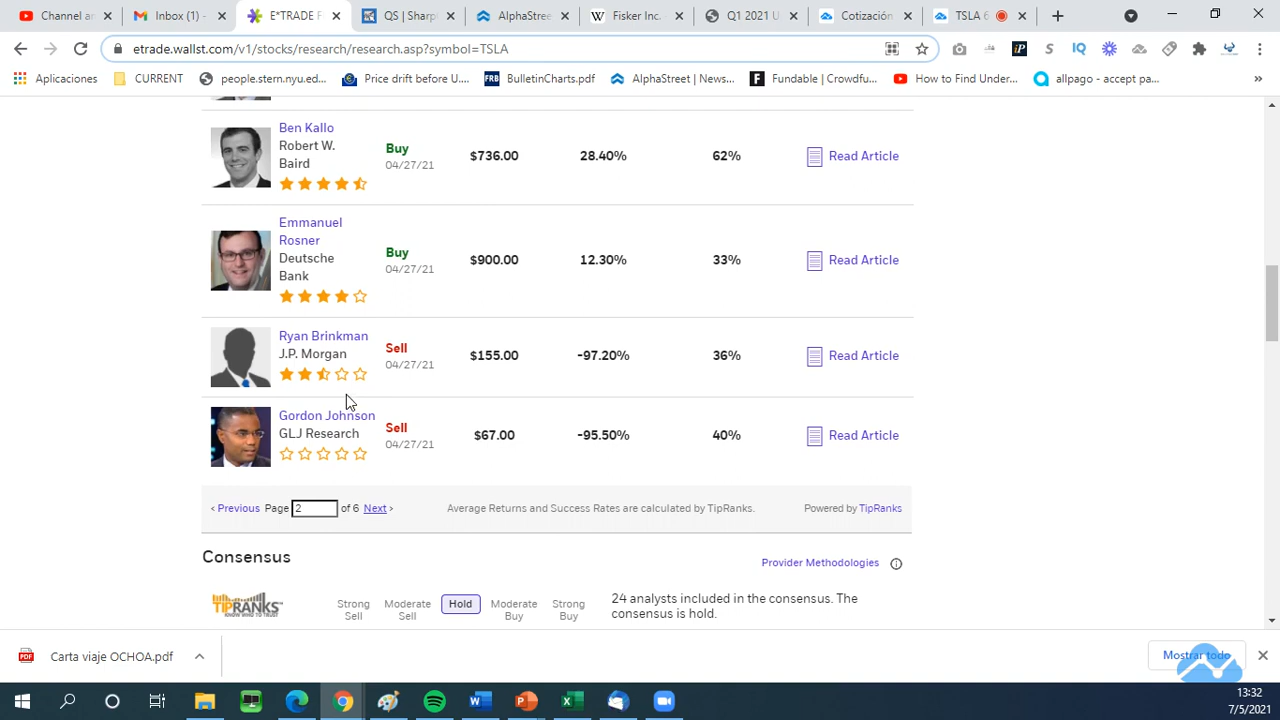 Channel an
Inbox (1) -
E*TRADE F
QS | Sharp
AlphaStree
Fisker Inc. -
Q1 2021 U
Cotización
TSLA 6
etrade.wallst.com/v1/stocks/research/research.asp?symbol=TSLA
Aplicaciones
CURRENT
people.stern.nyu.ed...
Price drift before U...
BulletinCharts.pdf
AlphaStreet | News...
Fundable | Crowdfu...
How to Find Under...
allpago - accept pa...
Ben Kallo
Robert W.
Baird
Buy
04/27/21
$736.00
28.40%
62%
Read Article
Emmanuel
Rosner
Deutsche
Bank
Buy
04/27/21
$900.00
12.30%
33%
Read Article
Ryan Brinkman
J.P. Morgan
Sell
04/27/21
$155.00
-97.20%
36%
Read Article
Gordon Johnson
GLJ Research
Sell
04/27/21
$67.00
-95.50%
40%
Read Article
‹ Previous Page 2 of 6 Next ›
Average Returns and Success Rates are calculated by TipRanks.
Powered by TipRanks
Consensus
Provider Methodologies
TIPRANKS
KNOW WHO TO TRUST
Strong
Sell
Moderate
Sell
Hold
Moderate
Buy
Strong
Buy
24 analysts included in the consensus. The
consensus is hold.
Carta viaje OCHOA.pdf
Mostrar todo
13:32
7/5/2021